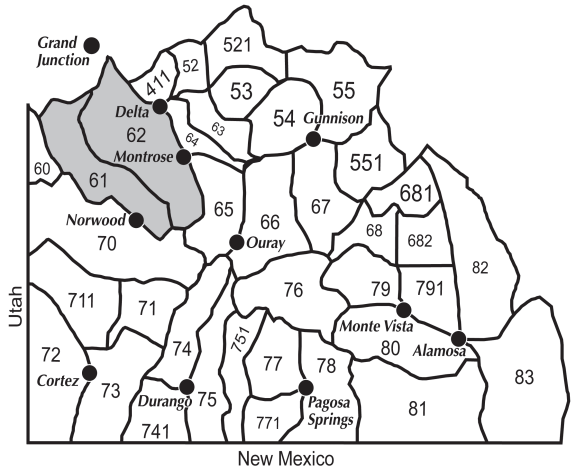 Grand
Junction
521
52
411
53
55
Delta
54
Gunnison
62
63
64
Montrose
551
60
61
681
65
66
67
Norwood
68
682
70
Ouray
82
76
79
791
711
71
Monte Vista
Utah
751
74
72
77
78
80
Alamosa
Cortez
73
Durango
75
Pagosa
Springs
83
81
741
771
New Mexico